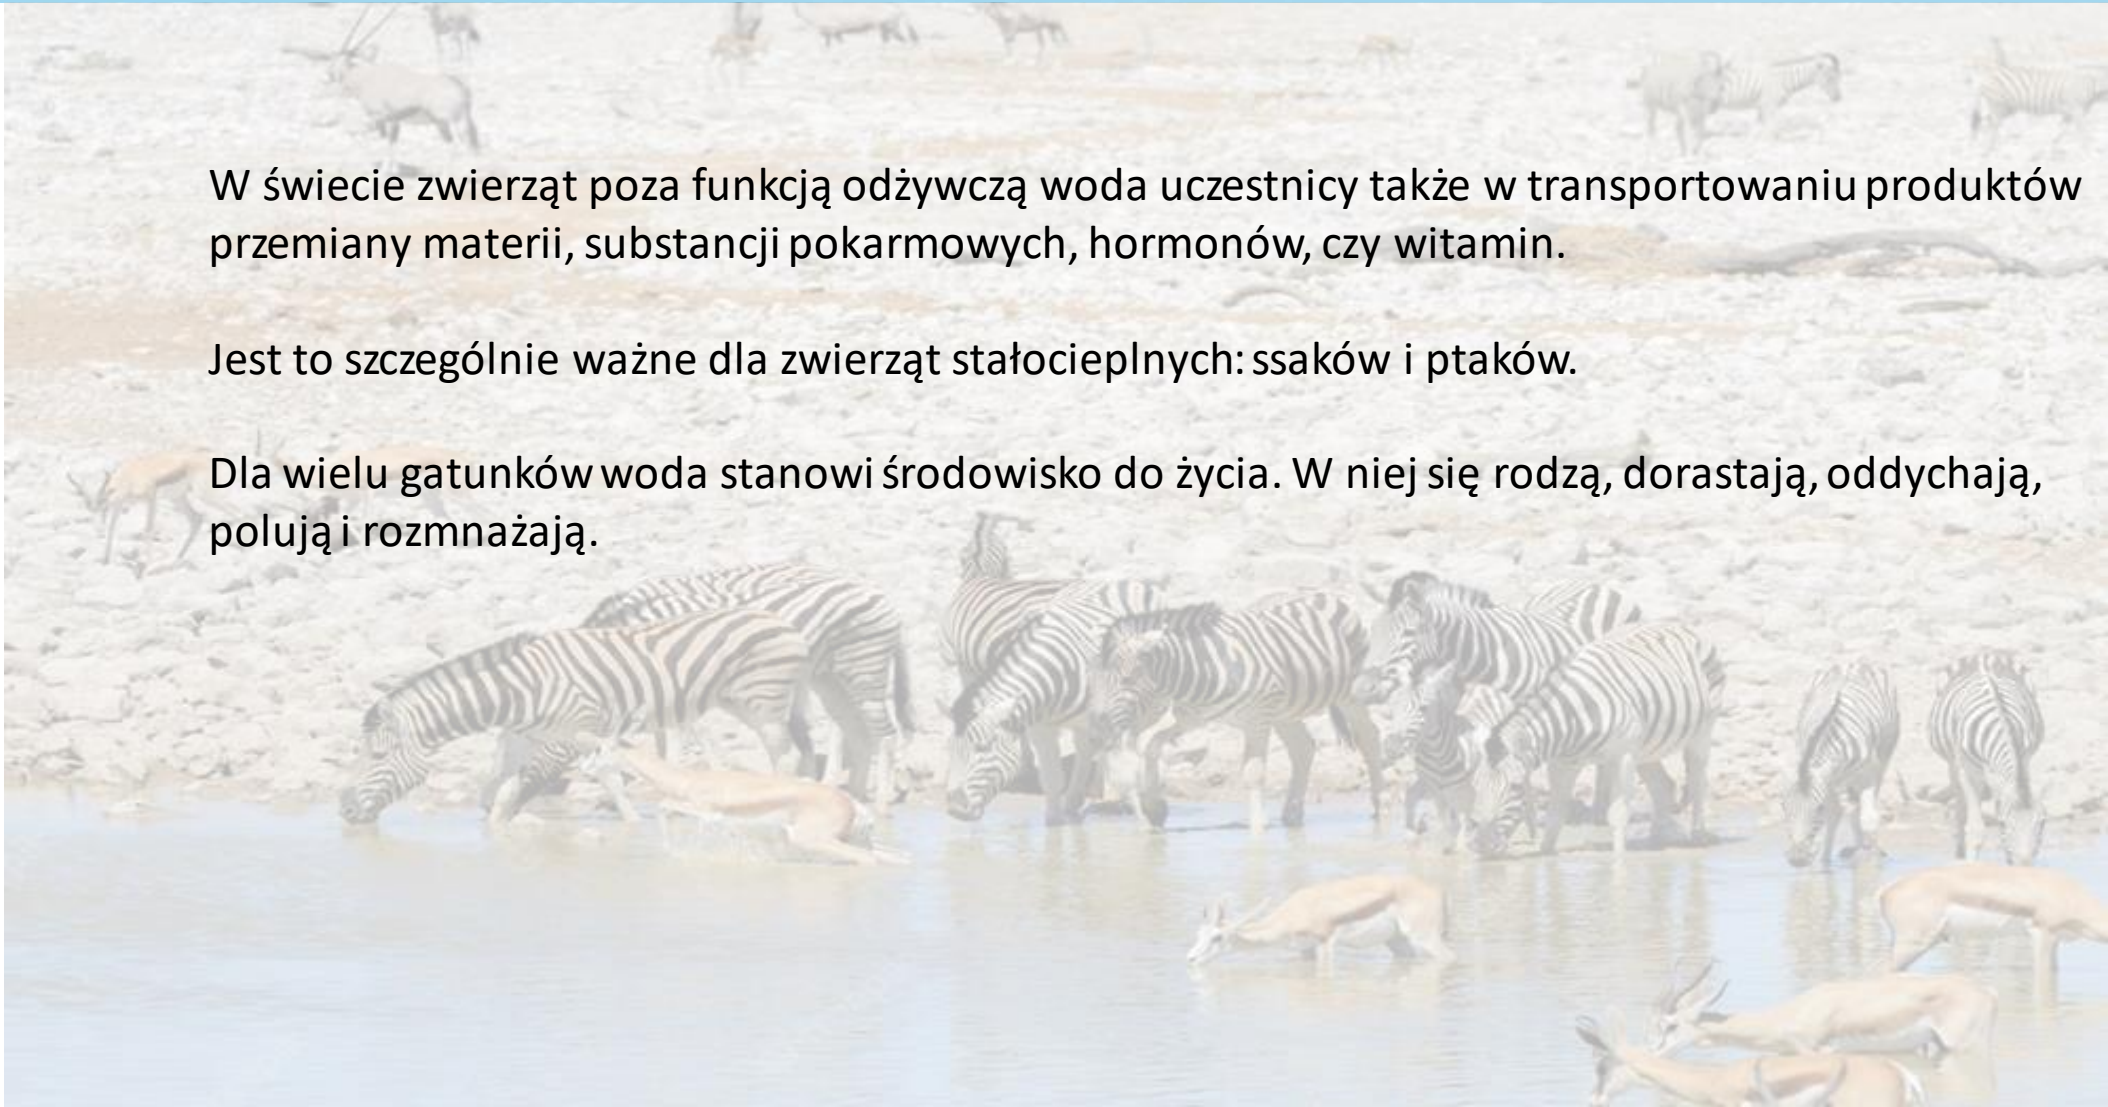 W świecie zwierząt poza funkcją odżywczą woda uczestnicy także w transportowaniu produktów
przemiany materii, substancji pokarmowych, hormonów, czy witamin.
Jest to szczególnie ważne dla zwierząt stałocieplnych: ssaków i ptaków.
Dla wielu gatunków woda stanowi środowisko do życia. W niej się rodzą, dorastają, oddychają,
polują i rozmnażają.